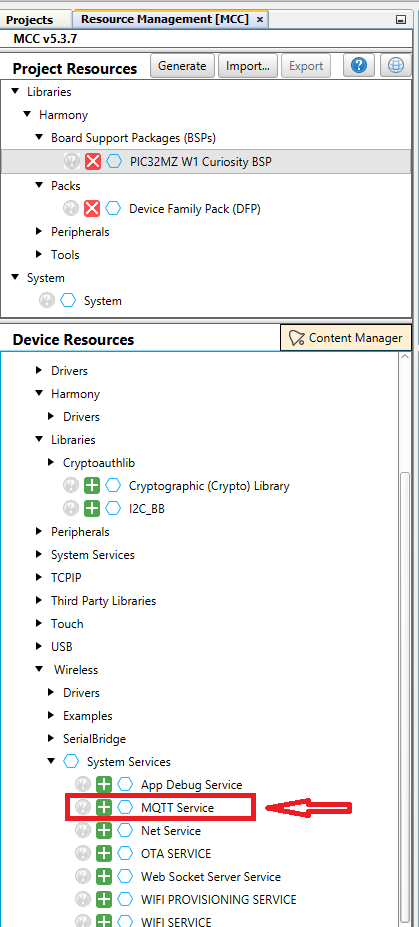 Projects Resource Management [MCC] ×
MCC v5.3.7
Project Resources Generate Import... Export ?
Libraries
Harmony
Board Support Packages (BSPs)
? PIC32MZ W1 Curiosity BSP
Packs
? Device Family Pack (DFP)
Peripherals
Tools
System
? System
Device Resources Content Manager
Drivers
Harmony
Drivers
Libraries
Cryptoauthlib
? Cryptographic (Crypto) Library
? I2C_BB
Peripherals
System Services
TCPIP
Third Party Libraries
Touch
USB
Wireless
Drivers
Examples
SerialBridge
System Services
? App Debug Service
? MQTT Service
? Net Service
? OTA SERVICE
? Web Socket Server Service
? WIFI PROVISIONING SERVICE
? WIFI SERVICE